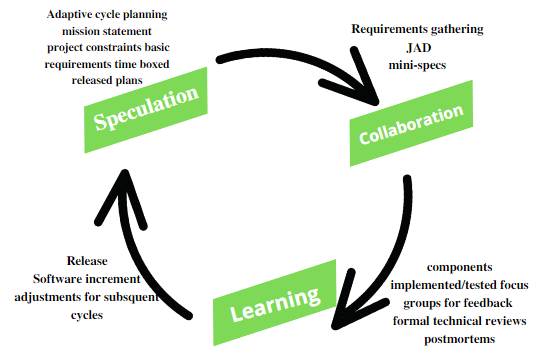 Adaptive cycle planning
mission statement
project constraints basic
requirements time boxed
released plans
Speculation
Requirements gathering
JAD
mini-specs
Collaboration
components
implemented/tested focus
groups for feedback
formal technical reviews
postmortems
Learning
Release
Software increment
adjustments for subsquent
cycles